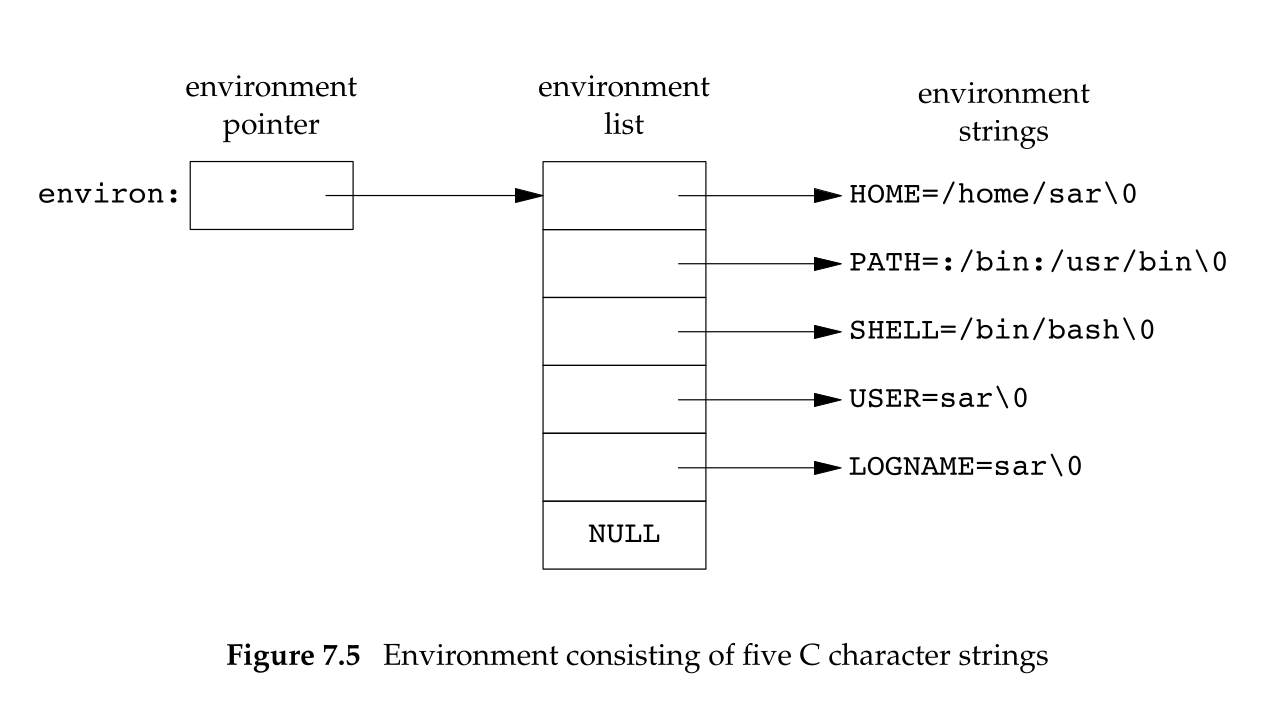 environment
pointer
environment
list
environment
strings
environ:
HOME=/home/sar\0
PATH=:/bin:/usr/bin\0
SHELL=/bin/bash\0
USER=sar\0
LOGNAME=sar\0
NULL
Figure 7.5 Environment consisting of five C character strings